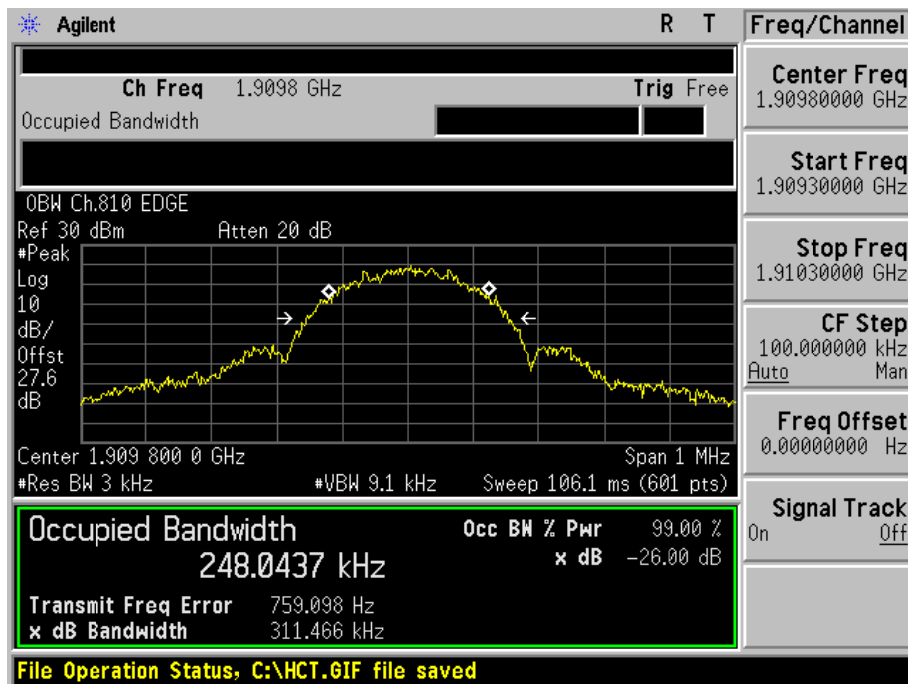 Agilent
R T
Freq/Channel
Ch Freq 1.9098 GHz
Trig Free
Occupied Bandwidth
Center Freq
1.90980000 GHz
Start Freq
1.90930000 GHz
Stop Freq
1.91030000 GHz
CF Step
100.000000 kHz
Auto Man
Freq Offset
0.00000000 Hz
Signal Track
On Off
OBW Ch.810 EDGE
Ref 30 dBm
Atten 20 dB
#Peak
Log
10
dB/
Offst
27.6
dB
Center 1.909 800 0 GHz
Span 1 MHz
#Res BW 3 kHz
#VBW 9.1 kHz
Sweep 106.1 ms (601 pts)
Occupied Bandwidth
248.0437 kHz
Occ BW % Pwr 99.00 %
x dB -26.00 dB
Transmit Freq Error 759.098 Hz
x dB Bandwidth 311.466 kHz
File Operation Status, C:\HCT.GIF file saved